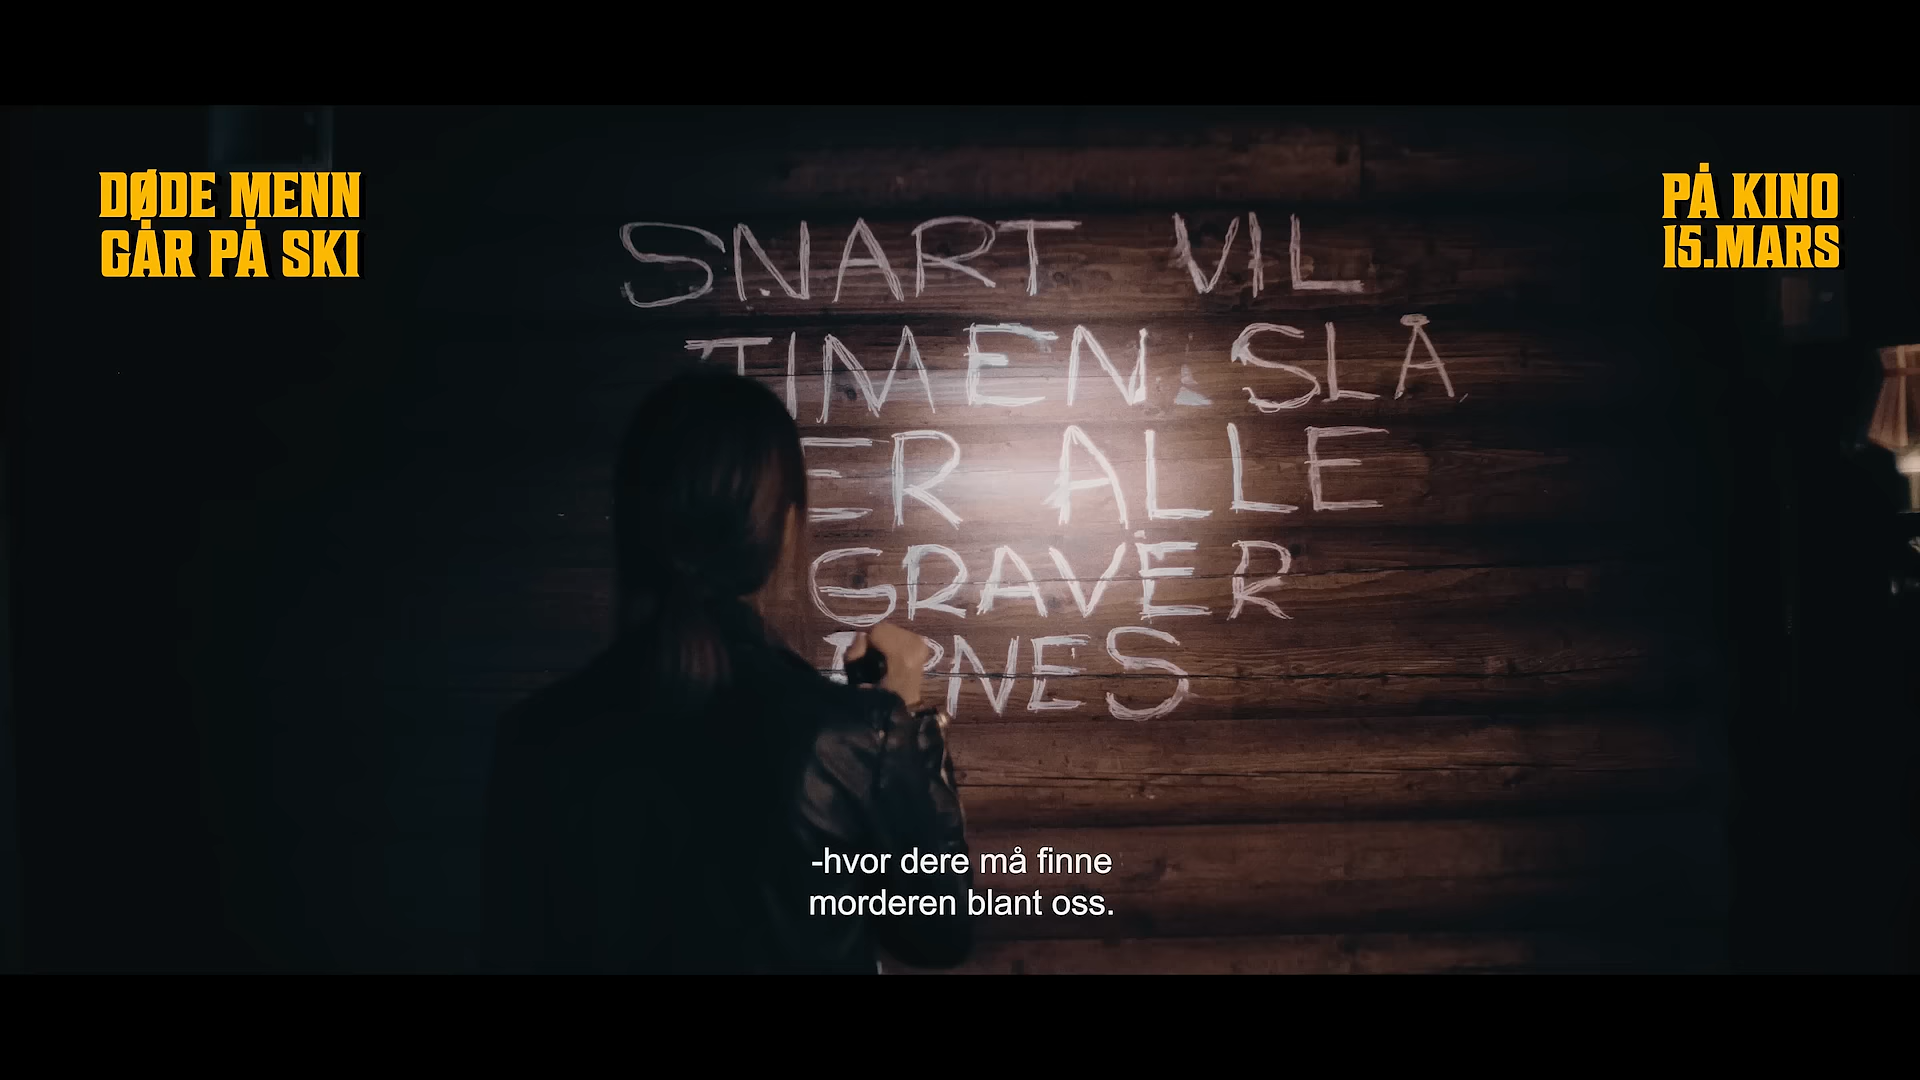 DØDE MENN
GÅR PÅ SKI
PÅ KINO
15.MARS
SNART VIL
TIMEN SLÅ
ER ALLE
GRAVER
-hvor dere må finne
morderen blant oss.